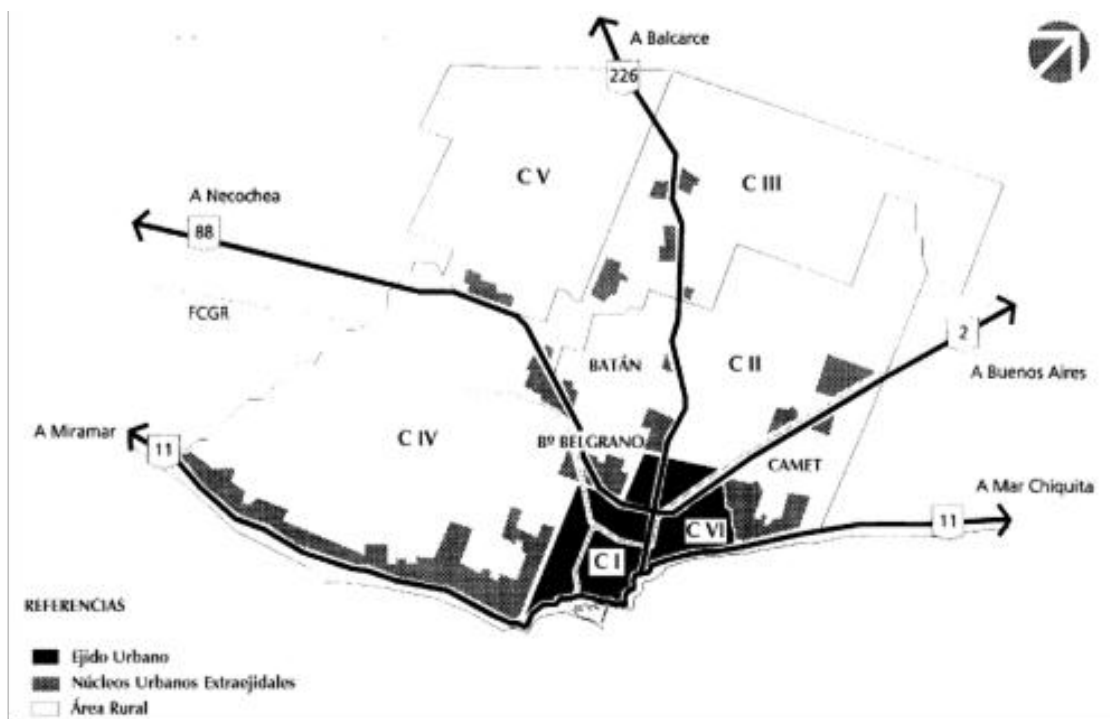 A Balcarce
226
C V
C III
A Necochea
88
FCGR
2
BATÁN
C II
A Buenos Aires
A Miramar
11
C IV
Bº BELGRANO
CAMET
A Mar Chiquita
11
C VI
C I
REFERENCIAS
Ejido Urbano
Núcleos Urbanos Extraejidales
Área Rural